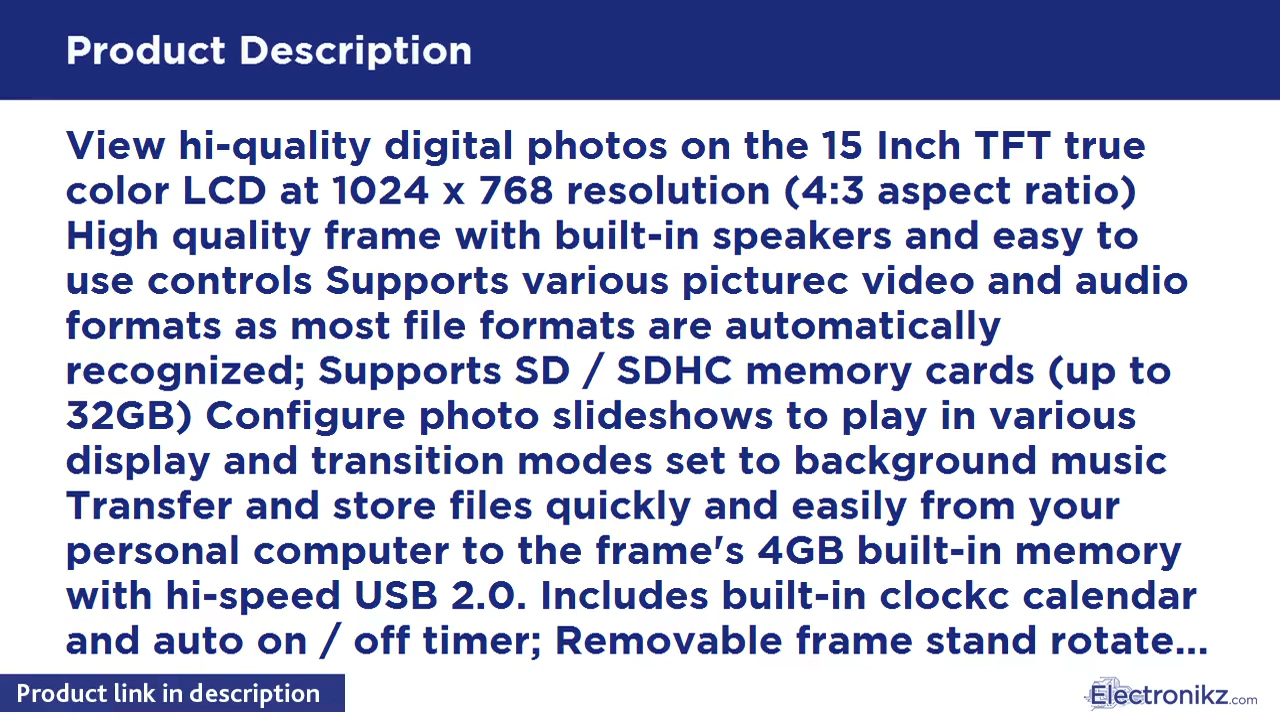 Product Description
View hi-quality digital photos on the 15 Inch TFT true
color LCD at 1024 x 768 resolution (4:3 aspect ratio)
High quality frame with built-in speakers and easy to
use controls Supports various picturec video and audio
formats as most file formats are automatically
recognized; Supports SD / SDHC memory cards (up to
32GB) Configure photo slideshows to play in various
display and transition modes set to background music
Transfer and store files quickly and easily from your
personal computer to the frame's 4GB built-in memory
with hi-speed USB 2.0. Includes built-in clockc calendar
and auto on / off timer; Removable frame stand rotate...
Product link in description
Electronikz.com